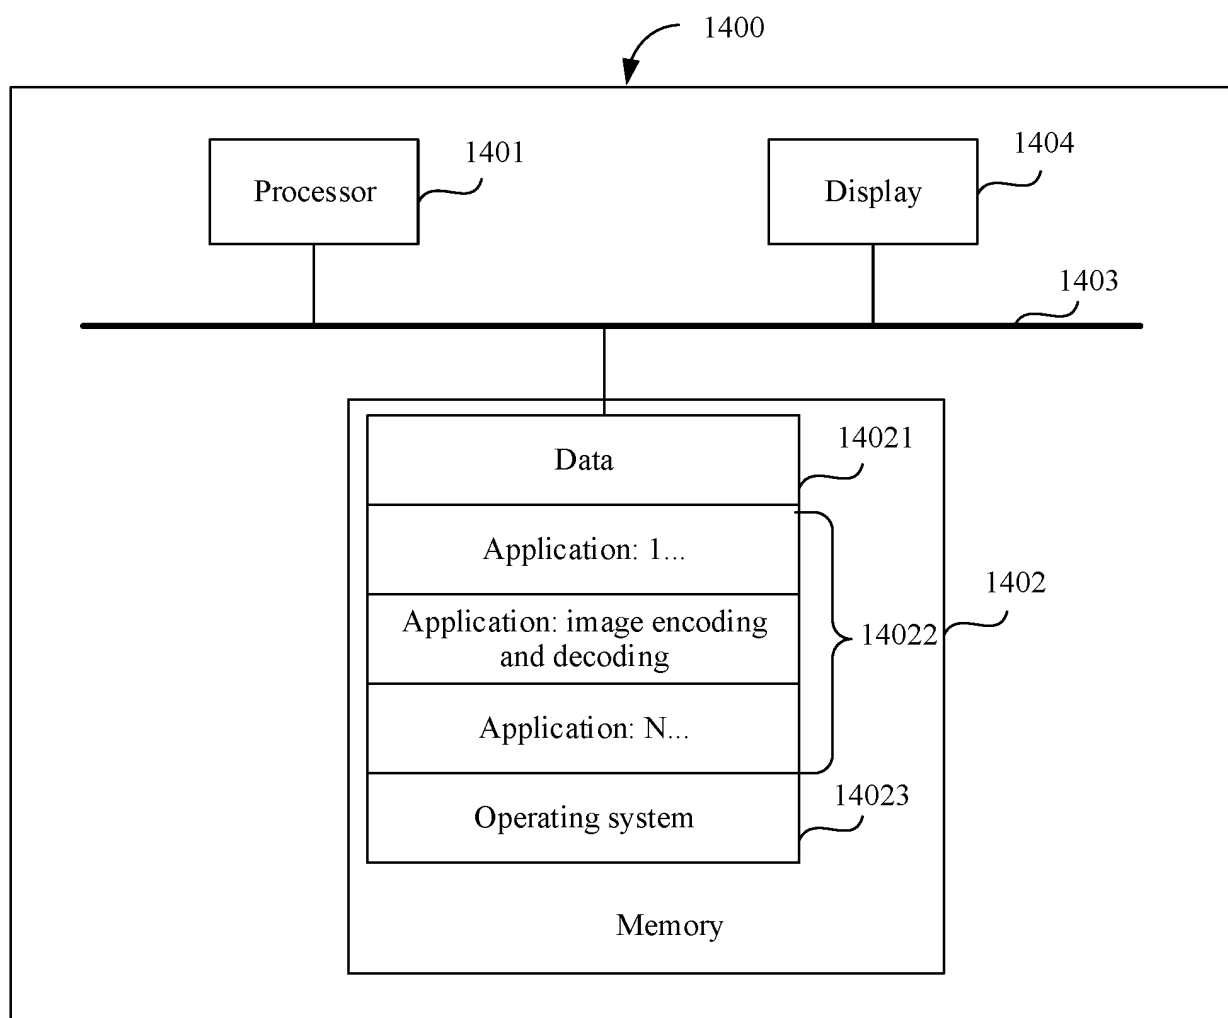 1400
1401
1404
Processor
Display
1403
14021
Data
Application: 1...
1402
Application: image encoding
and decoding
14022
Application: N...
14023
Operating system
Memory